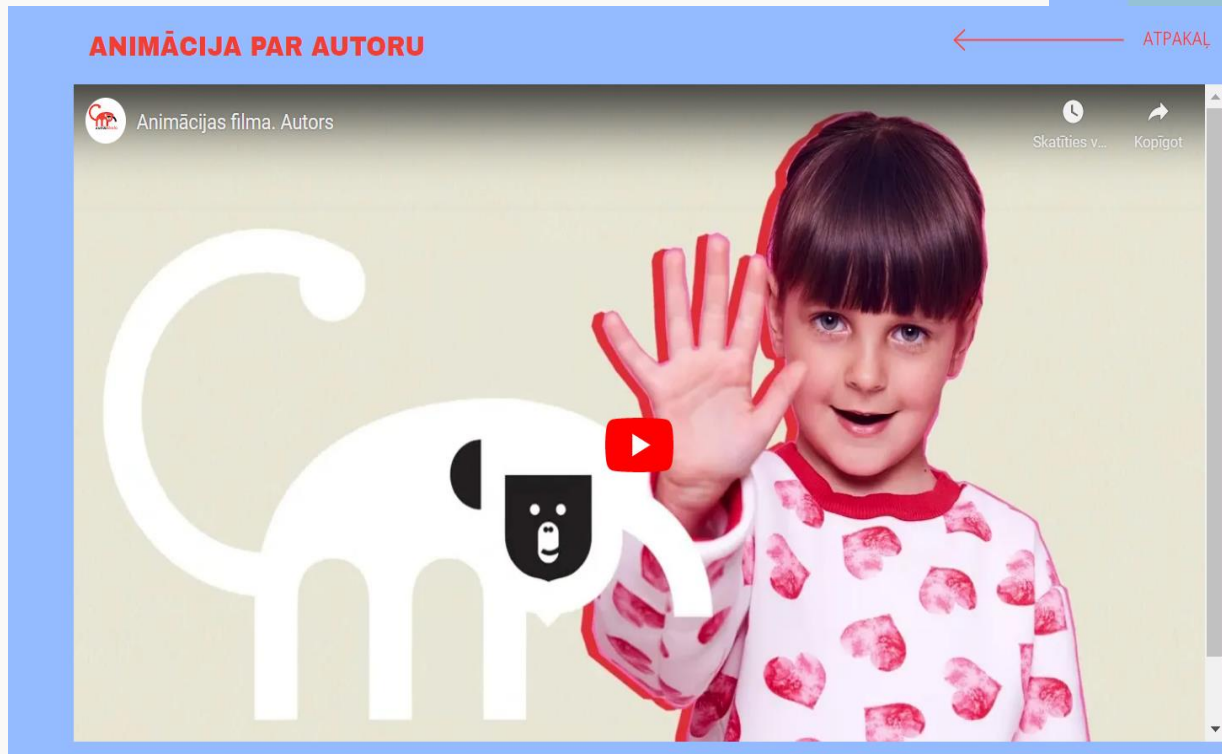 ANIMĀCIJA PAR AUTORU
ATPAKAĻ
Animācijas filma. Autors
Skatīties v...
Kopīgot